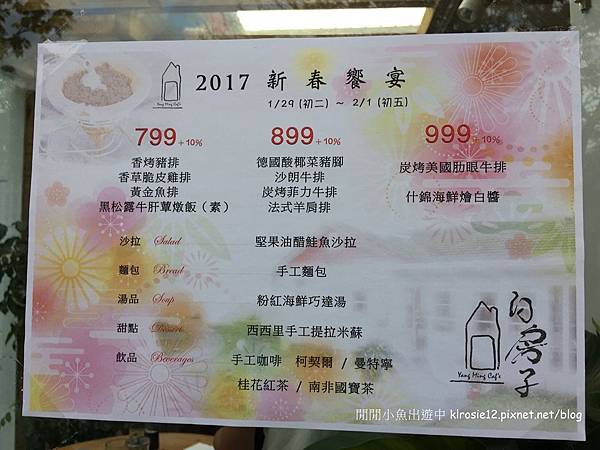 Yang Ming Caf's
2017 新春饗宴
1/29 (初二) ~ 2/1 (初五)
799+10%
香烤豬排
香草脆皮雞排
黃金魚排
黑松露牛肝蕈燉飯（素）
899+10%
德國酸椰菜豬腳
沙朗牛排
炭烤菲力牛排
法式羊肩排
999+10%
炭烤美國肋眼牛排
什錦海鮮燴白醬
沙拉 Salad 堅果油醋鮭魚沙拉
麵包 Bread 手工麵包
湯品 Soup 粉紅海鮮巧達湯
甜點 Dessert 西西里手工提拉米蘇
飲品 Beverages 手工咖啡 柯契爾 / 曼特寧
桂花紅茶 / 南非國寶茶
白房子
Yang Ming Caf's
閒閒小魚出遊中 klrosie12.pixnet.net/blog